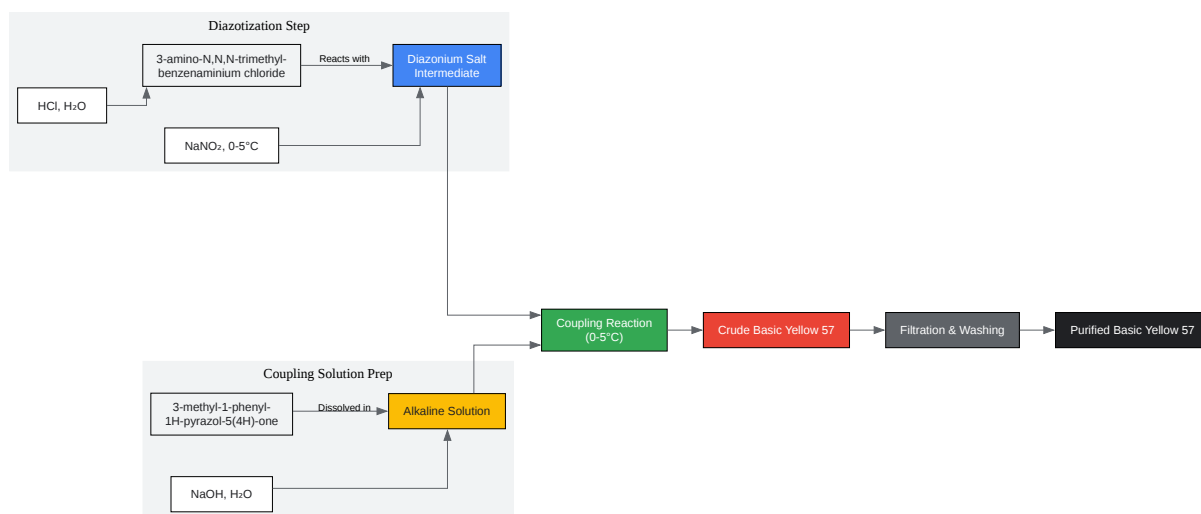 Diazotization Step
3-amino-N,N,N-trimethyl-
benzenaminium chloride
Reacts with
Diazonium Salt
Intermediate
HCl, H₂O
NaNO₂, 0-5°C
Coupling Reaction
(0-5°C)
Crude Basic Yellow 57
Filtration & Washing
Purified Basic Yellow 57
Coupling Solution Prep
3-methyl-1-phenyl-
1H-pyrazol-5(4H)-one
Dissolved in
Alkaline Solution
NaOH, H₂O